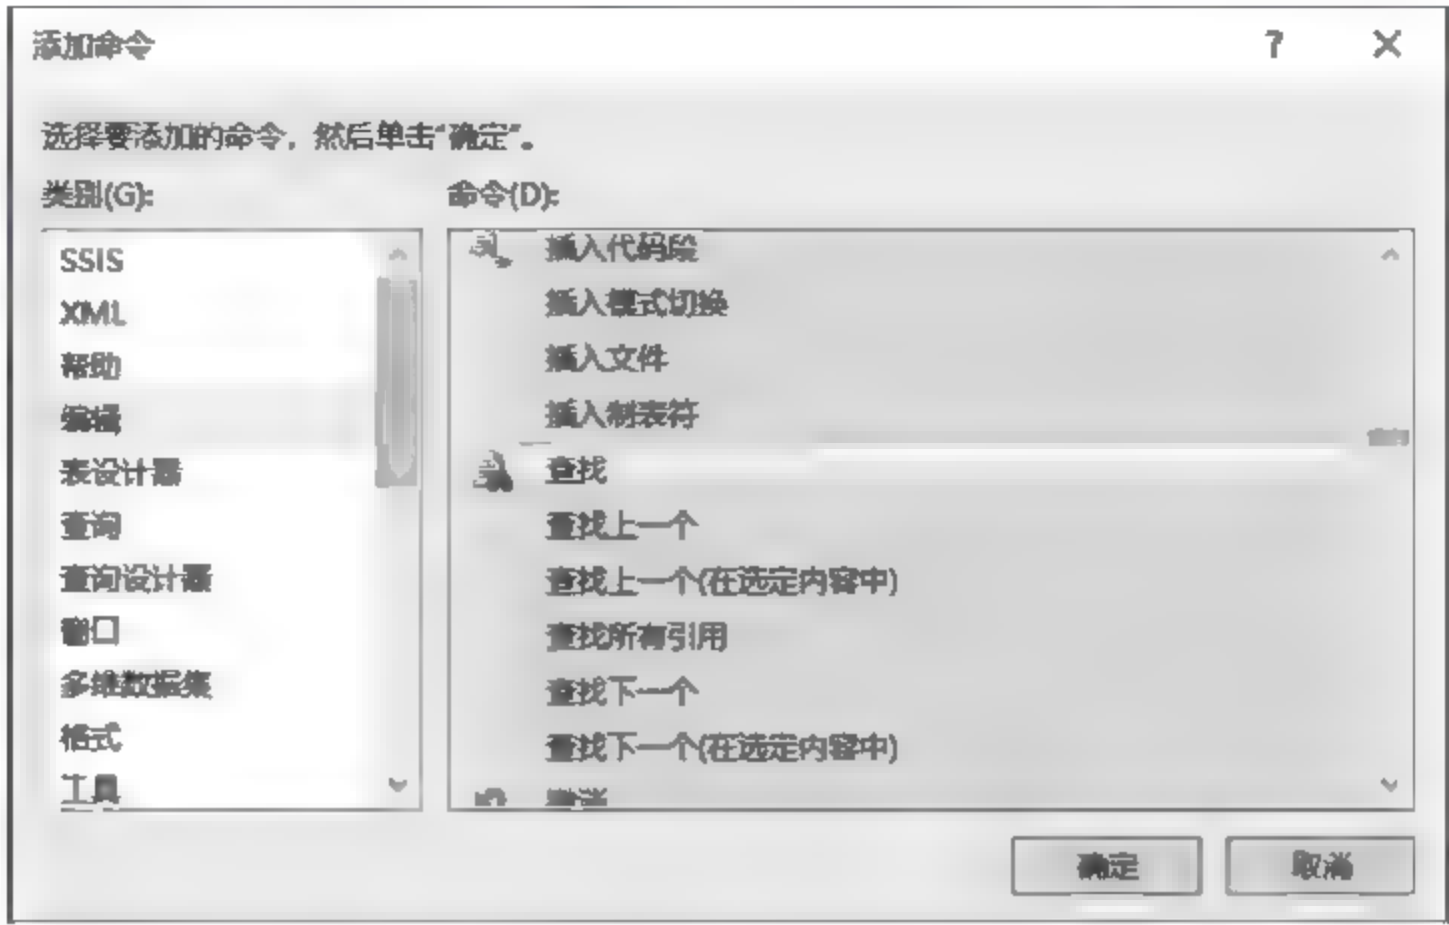 添加命令
选择要添加的命令，然后单击“确定”。
类别(G):
命令(D):
SSIS
XML
帮助
编辑
表设计器
查询
查询设计器
窗口
多维数据集
格式
工具
插入代码段
插入模式切换
插入文件
插入制表符
查找
查找上一个
查找上一个(在选定内容中)
查找所有引用
查找下一个
查找下一个(在选定内容中)
取消
确定
取消